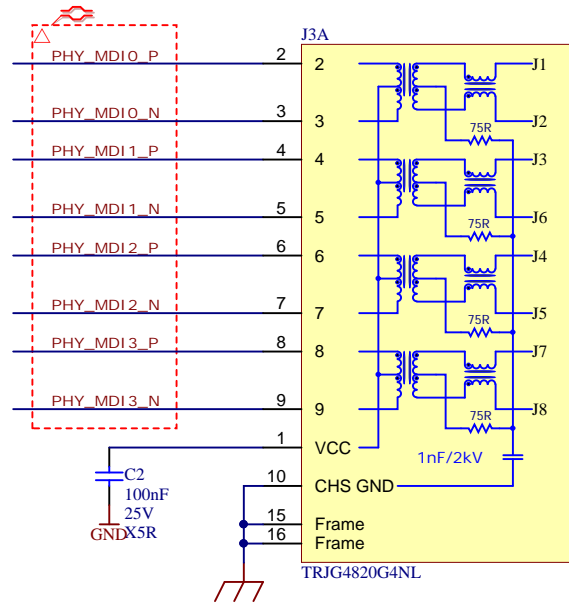 J3A
PHY_MDI0_P 2 2 J1
PHY_MDI0_N 3 3 J2
75R
PHY_MDI1_P 4 4 J3
PHY_MDI1_N 5 5 J6
75R
PHY_MDI2_P 6 6 J4
PHY_MDI2_N 7 7 J5
75R
PHY_MDI3_P 8 8 J7
PHY_MDI3_N 9 9 J8
75R
1 VCC
1nF/2kV
C2
100nF
25V
X5R
GND
10 CHS GND
15 Frame
16 Frame
TRJG4820G4NL